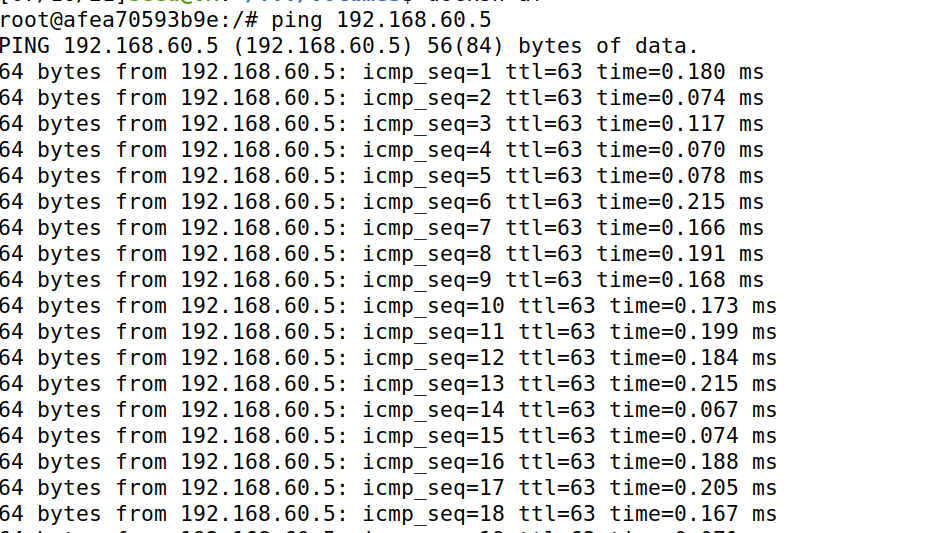 root@afea70593b9e:/# ping 192.168.60.5
PING 192.168.60.5 (192.168.60.5) 56(84) bytes of data.
64 bytes from 192.168.60.5: icmp_seq=1 ttl=63 time=0.180 ms
64 bytes from 192.168.60.5: icmp_seq=2 ttl=63 time=0.074 ms
64 bytes from 192.168.60.5: icmp_seq=3 ttl=63 time=0.117 ms
64 bytes from 192.168.60.5: icmp_seq=4 ttl=63 time=0.070 ms
64 bytes from 192.168.60.5: icmp_seq=5 ttl=63 time=0.078 ms
64 bytes from 192.168.60.5: icmp_seq=6 ttl=63 time=0.215 ms
64 bytes from 192.168.60.5: icmp_seq=7 ttl=63 time=0.166 ms
64 bytes from 192.168.60.5: icmp_seq=8 ttl=63 time=0.191 ms
64 bytes from 192.168.60.5: icmp_seq=9 ttl=63 time=0.168 ms
64 bytes from 192.168.60.5: icmp_seq=10 ttl=63 time=0.173 ms
64 bytes from 192.168.60.5: icmp_seq=11 ttl=63 time=0.199 ms
64 bytes from 192.168.60.5: icmp_seq=12 ttl=63 time=0.184 ms
64 bytes from 192.168.60.5: icmp_seq=13 ttl=63 time=0.215 ms
64 bytes from 192.168.60.5: icmp_seq=14 ttl=63 time=0.067 ms
64 bytes from 192.168.60.5: icmp_seq=15 ttl=63 time=0.074 ms
64 bytes from 192.168.60.5: icmp_seq=16 ttl=63 time=0.188 ms
64 bytes from 192.168.60.5: icmp_seq=17 ttl=63 time=0.205 ms
64 bytes from 192.168.60.5: icmp_seq=18 ttl=63 time=0.167 ms